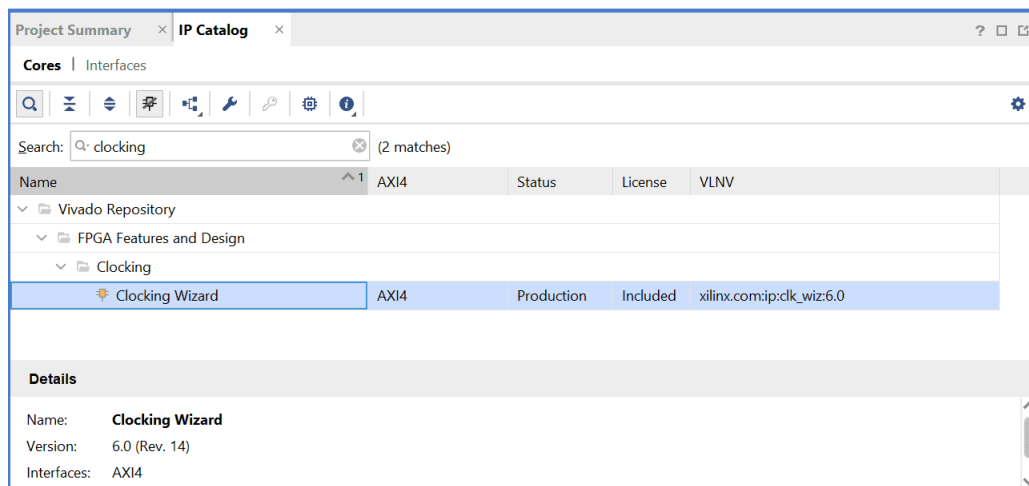 Project Summary × IP Catalog × ?
Cores | Interfaces
Search: clocking (2 matches)
Name 1 AXI4 Status License VLNV
Vivado Repository
FPGA Features and Design
Clocking
Clocking Wizard AXI4 Production Included xilinx.com:ip:clk_wiz:6.0
Details
Name: Clocking Wizard
Version: 6.0 (Rev. 14)
Interfaces: AXI4